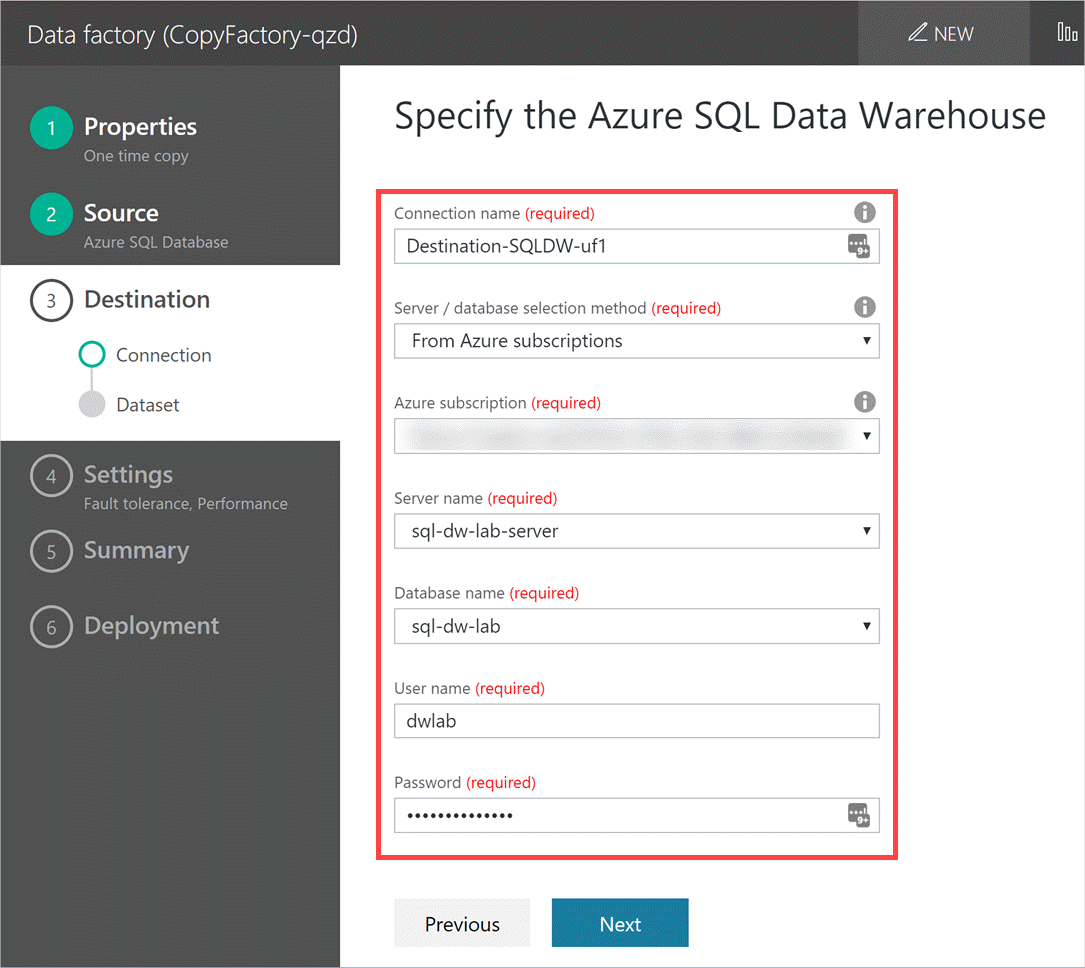 Data factory (CopyFactory-qzd)
NEW
1
Properties
One time copy
2
Source
Azure SQL Database
3
Destination
Connection
Dataset
4
Settings
Fault tolerance, Performance
5
Summary
6
Deployment
Specify the Azure SQL Data Warehouse
Connection name (required)
Destination-SQLDW-uf1
9+
Server / database selection method (required)
From Azure subscriptions
Azure subscription (required)
Server name (required)
sql-dw-lab-server
Database name (required)
sql-dw-lab
User name (required)
dwlab
Password (required)
••••••••••••••
9+
Previous
Next